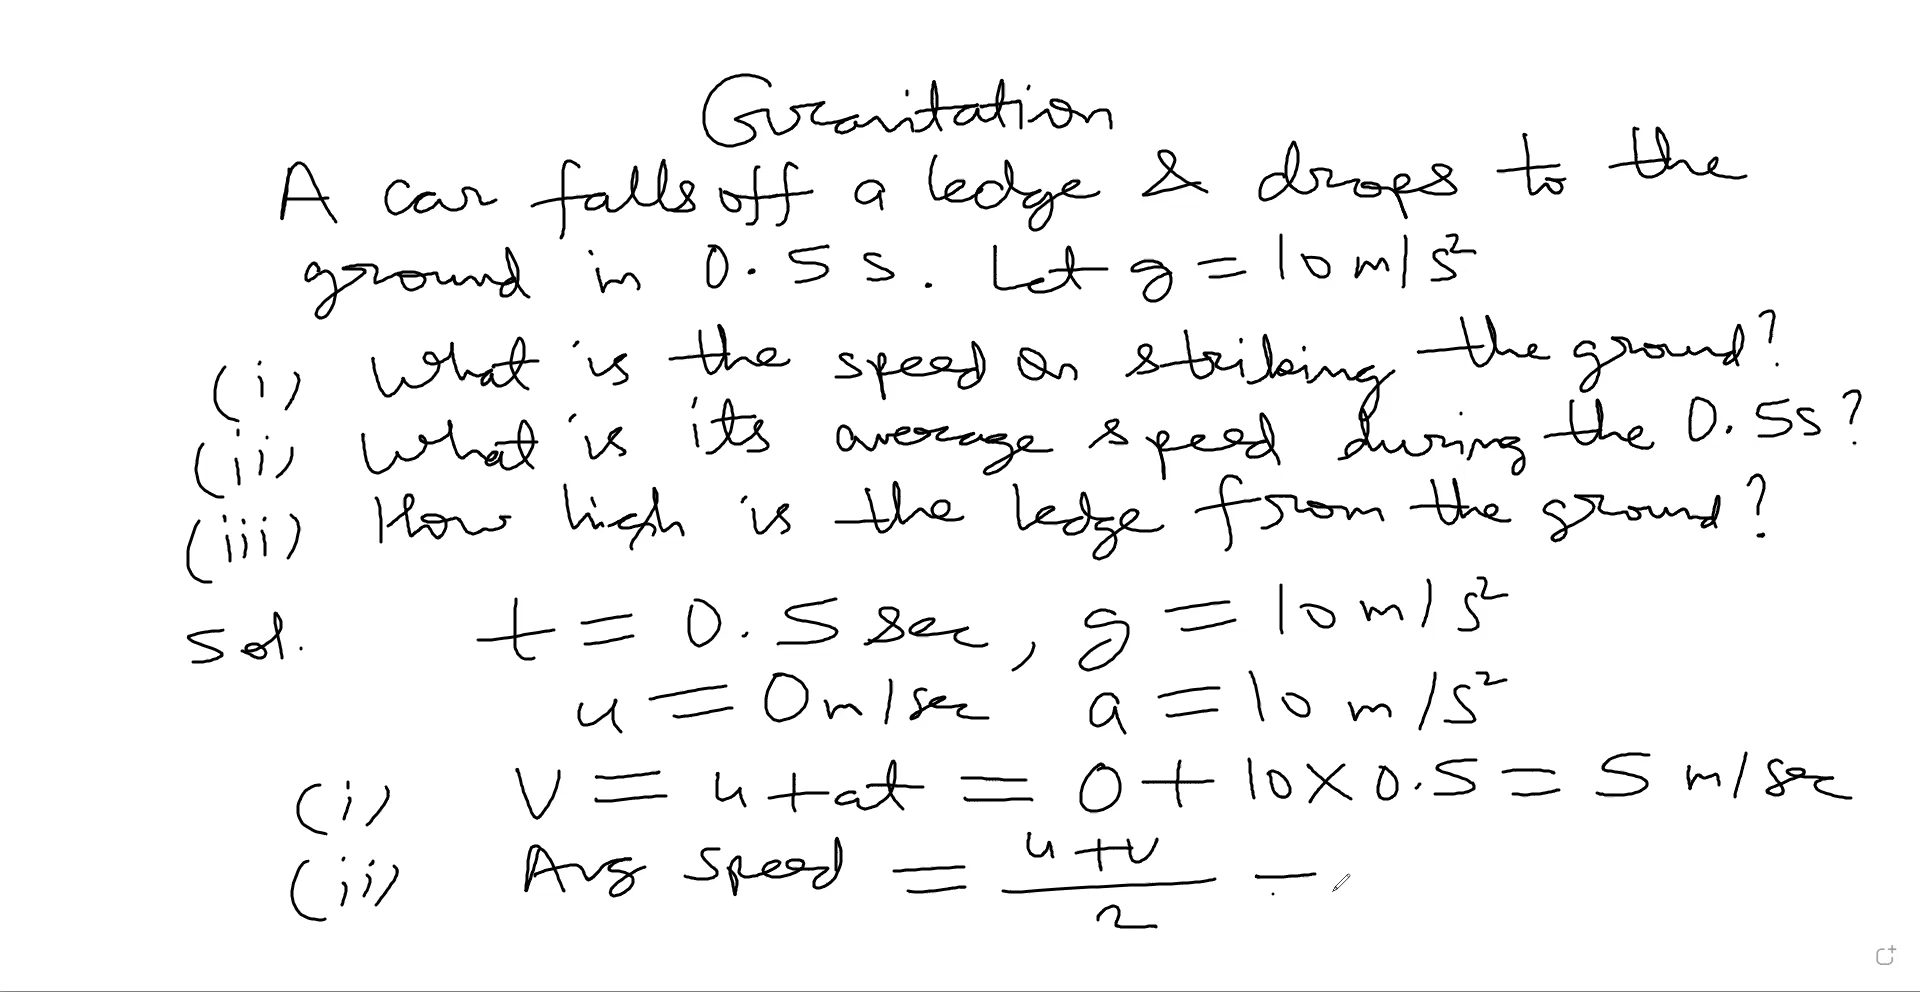 Gravitation
A car falls off a ledge & drops to the
ground in 0.5 s. Let g = 10 m/s²
(i) What is the speed on striking the ground?
(ii) What is its average speed during the 0.5s?
(iii) How high is the ledge from the ground?
Sol. t = 0.5 sec, g = 10 m/s²
u = 0 m/sec a = 10 m/s²
(i) v = u + at = 0 + 10 × 0.5 = 5 m/sec
(ii) Avg speed = (u+v)/2 =